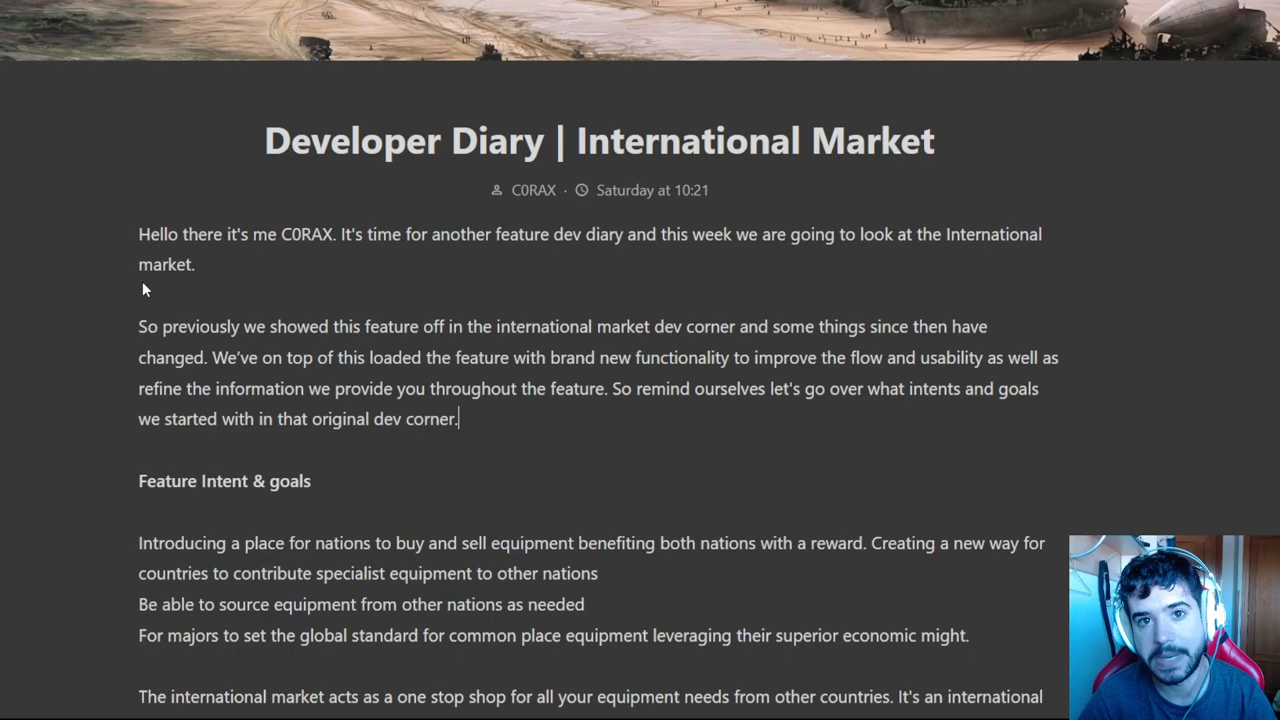 Developer Diary | International Market
C0RAX · Saturday at 10:21
Hello there it's me C0RAX. It's time for another feature dev diary and this week we are going to look at the International
market.
So previously we showed this feature off in the international market dev corner and some things since then have
changed. We’ve on top of this loaded the feature with brand new functionality to improve the flow and usability as well as
refine the information we provide you throughout the feature. So remind ourselves let's go over what intents and goals
we started with in that original dev corner.
Feature Intent & goals
Introducing a place for nations to buy and sell equipment benefiting both nations with a reward. Creating a new way for
countries to contribute specialist equipment to other nations
Be able to source equipment from other nations as needed
For majors to set the global standard for common place equipment leveraging their superior economic might.
The international market acts as a one stop shop for all your equipment needs from other countries. It's an international